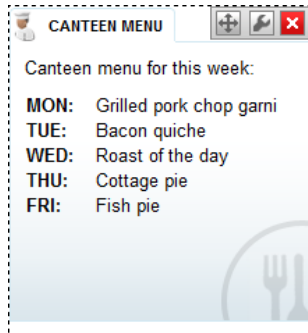 CANTEEN MENU
Canteen menu for this week:
MON: Grilled pork chop garni
TUE: Bacon quiche
WED: Roast of the day
THU: Cottage pie
FRI: Fish pie